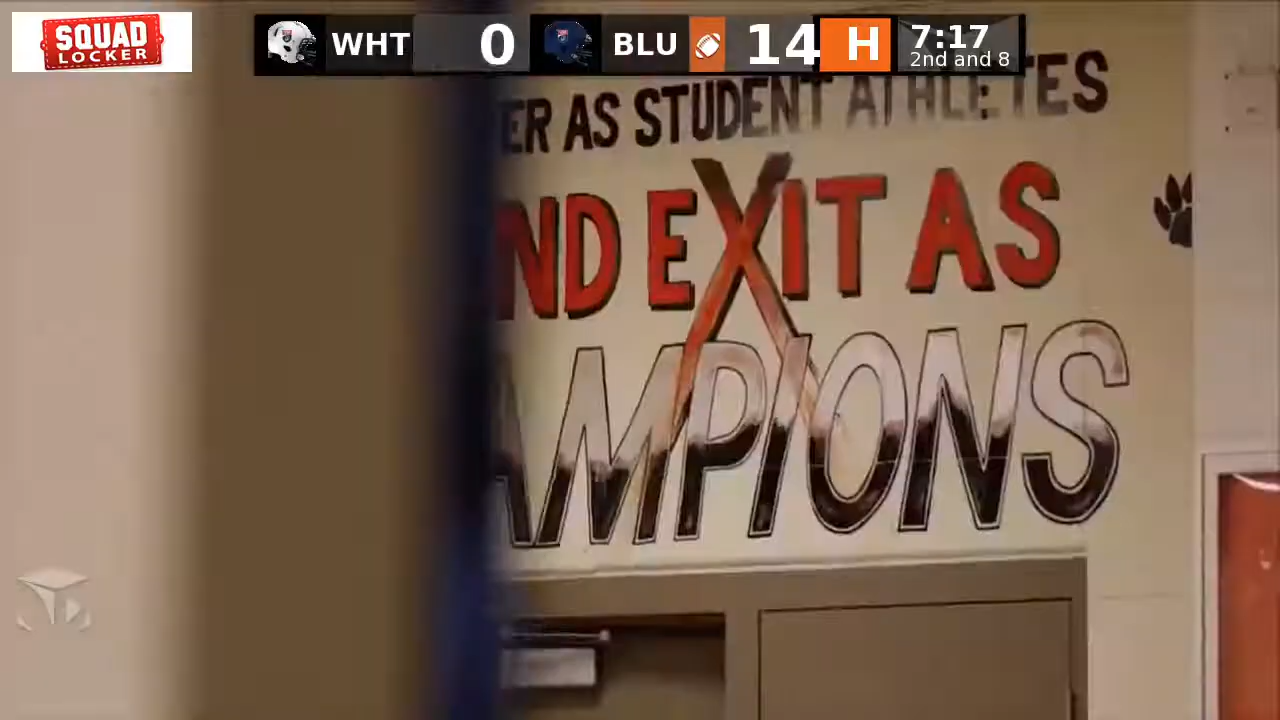 SQUAD
LOCKER
WHT 0 BLU 14 H 7:17
2nd and 8
ER AS STUDENT ATHLETES
ND EXIT AS
AMPIONS